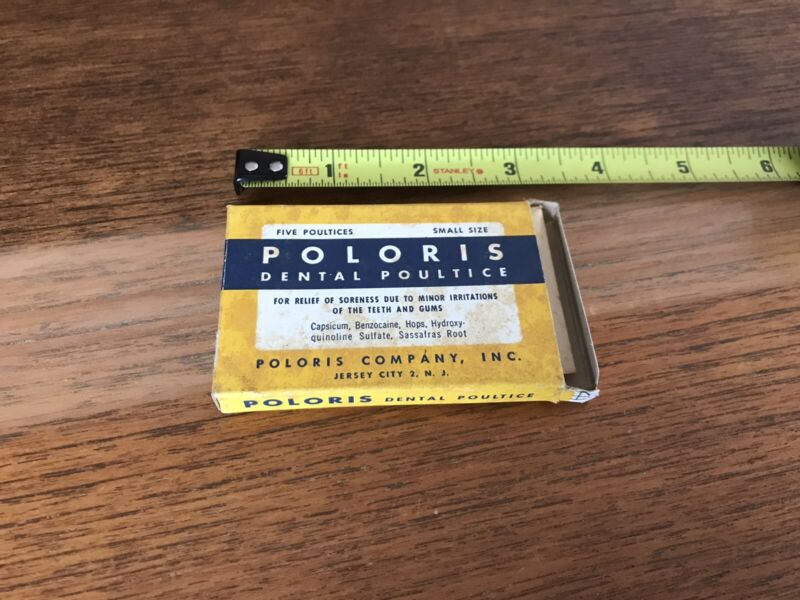 1 2 STANLEY® 3 4 5 6
FIVE POULTICES SMALL SIZE
POLORIS
DENTAL POULTICE
FOR RELIEF OF SORENESS DUE TO MINOR IRRITATIONS
OF THE TEETH AND GUMS
Capsicum, Benzocaine, Hops, Hydroxy-
quinoline Sulfate, Sassafras Root
POLORIS COMPANY, INC.
JERSEY CITY 2, N. J.
POLORIS DENTAL POULTICE